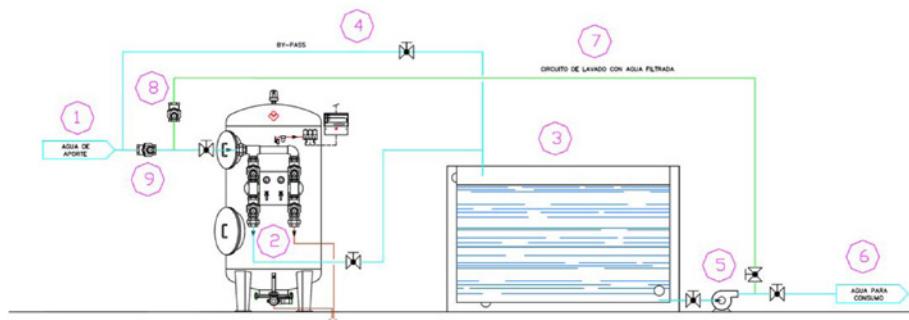 4
7
BY-PASS
CIRCUITO DE LAVADO CON AGUA FILTRADA
8
1
3
AGUA DE
APORTE
9
2
5
6
AGUA PARA
CONSUMO